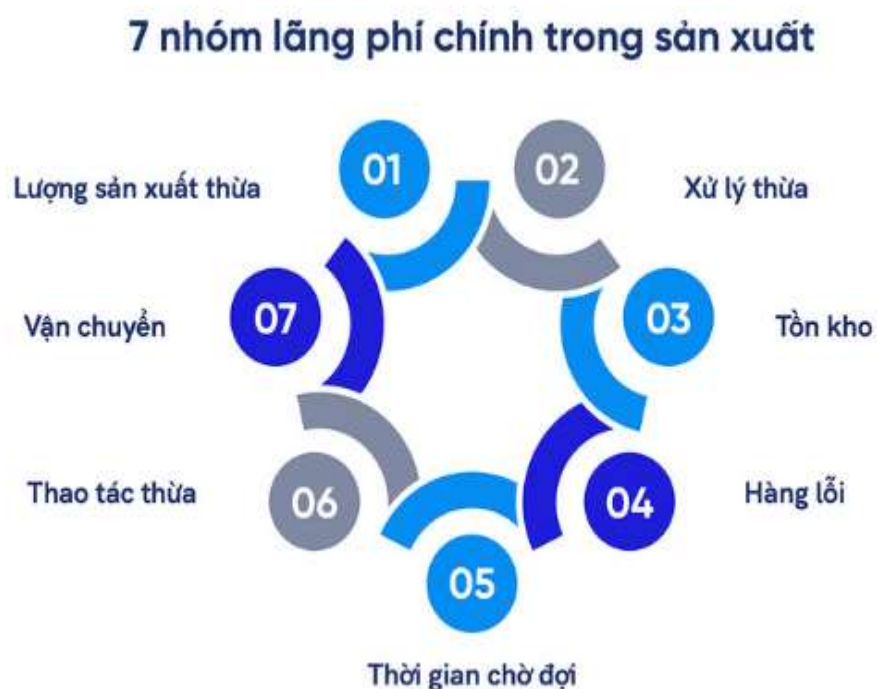 7 nhóm lãng phí chính trong sản xuất
01
Lượng sản xuất thừa
02
Xử lý thừa
03
Tồn kho
04
Hàng lỗi
05
Thời gian chờ đợi
06
Thao tác thừa
07
Vận chuyển